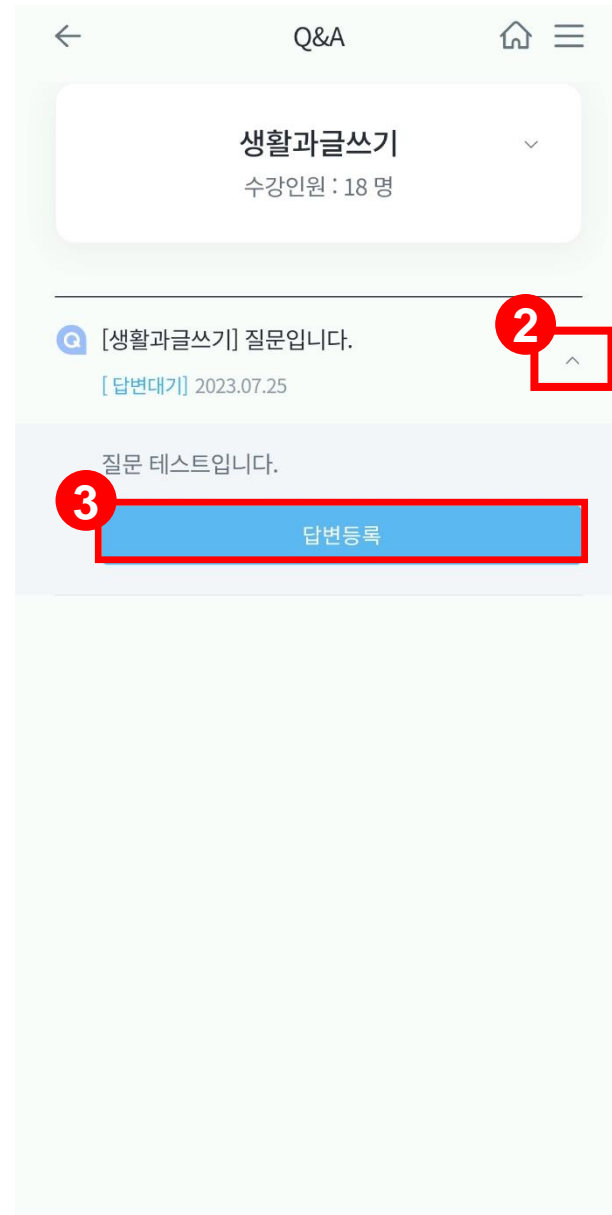 Q&A
생활과글쓰기
수강인원 : 18 명
2
Q [생활과글쓰기] 질문입니다.
[답변대기] 2023.07.25
질문 테스트입니다.
3
답변등록